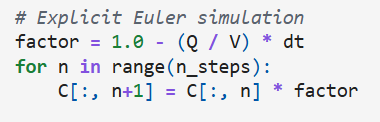 # Explicit Euler simulation
factor = 1.0 - (Q / V) * dt
for n in range(n_steps):
    C[:, n+1] = C[:, n] * factor